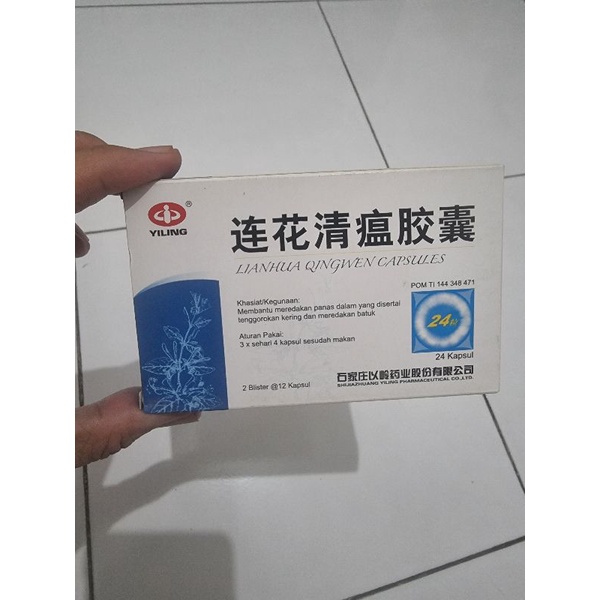 YILING®
连花清瘟胶囊
LIANHUA QINGWEN CAPSULES
POM TI 144 348 471
Khasiat/Kegunaan:
Membantu meredakan panas dalam yang disertai
tenggorokan kering dan meredakan batuk
Aturan Pakai:
3 x sehari 4 kapsul sesudah makan
24粒
24 Kapsul
2 Blister @12 Kapsul
石家庄以岭药业股份有限公司
SHIJIAZHUANG YILING PHARMACEUTICAL CO.,LTD.